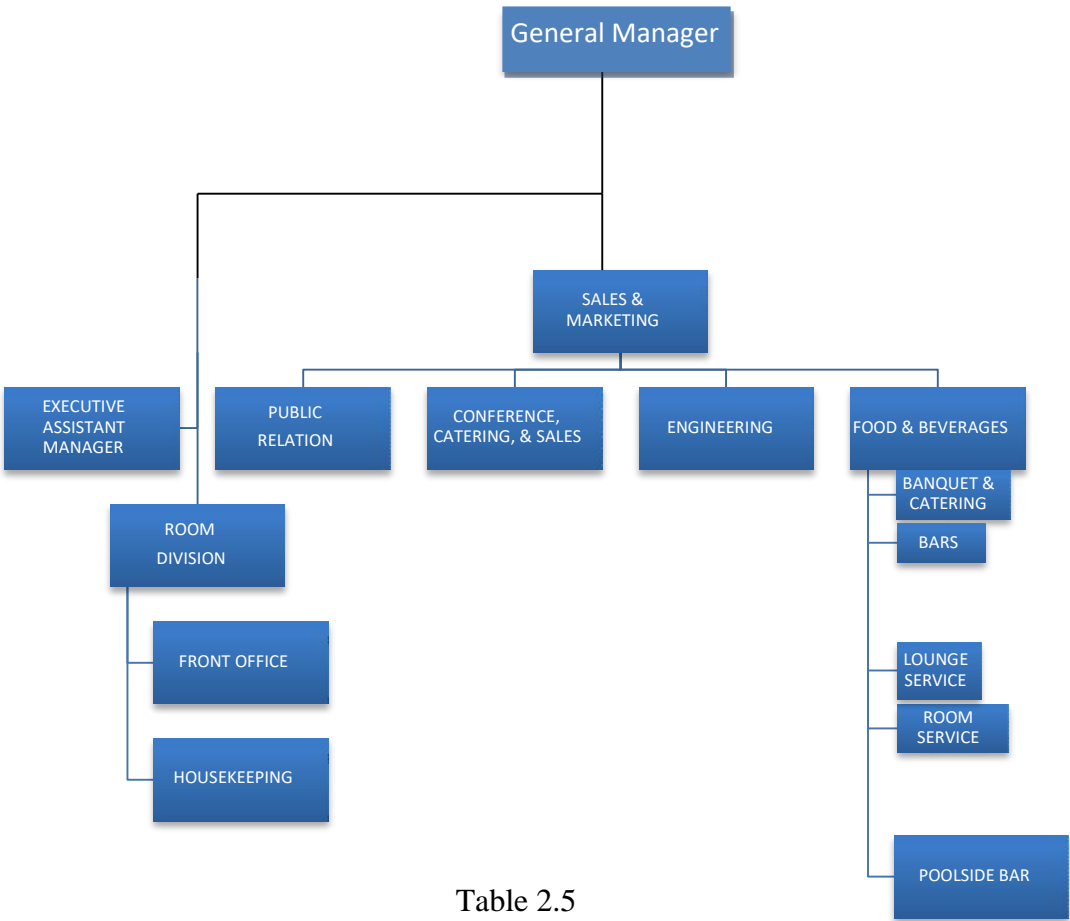 General Manager
SALES &
MARKETING
EXECUTIVE
ASSISTANT
MANAGER
PUBLIC
RELATION
CONFERENCE,
CATERING, & SALES
ENGINEERING
FOOD & BEVERAGES
BANQUET &
CATERING
BARS
ROOM
DIVISION
FRONT OFFICE
LOUNGE
SERVICE
ROOM
SERVICE
HOUSEKEEPING
POOLSIDE BAR
Table 2.5